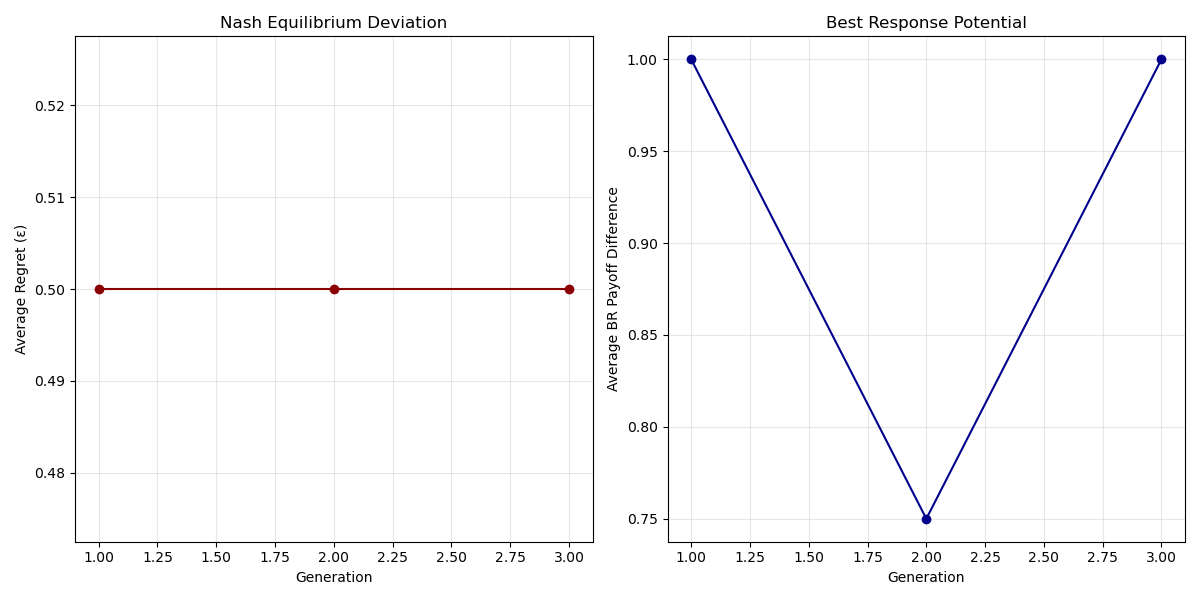 Nash Equilibrium Deviation
Average Regret (ε)
0.52
0.51
0.50
0.49
0.48
1.00 1.25 1.50 1.75 2.00 2.25 2.50 2.75 3.00
Generation
Best Response Potential
Average BR Payoff Difference
1.00
0.95
0.90
0.85
0.80
0.75
1.00 1.25 1.50 1.75 2.00 2.25 2.50 2.75 3.00
Generation